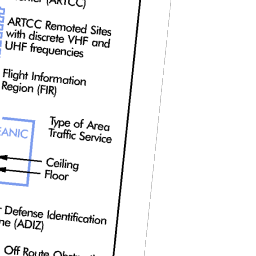 (ARTCC)
ARTCC Remoted Sites
with discrete VHF and
UHF frequencies
Flight Information
Region (FIR)
Type of Area
Traffic Service
Ceiling
Floor
Defense Identification
(ADIZ)
Off Route